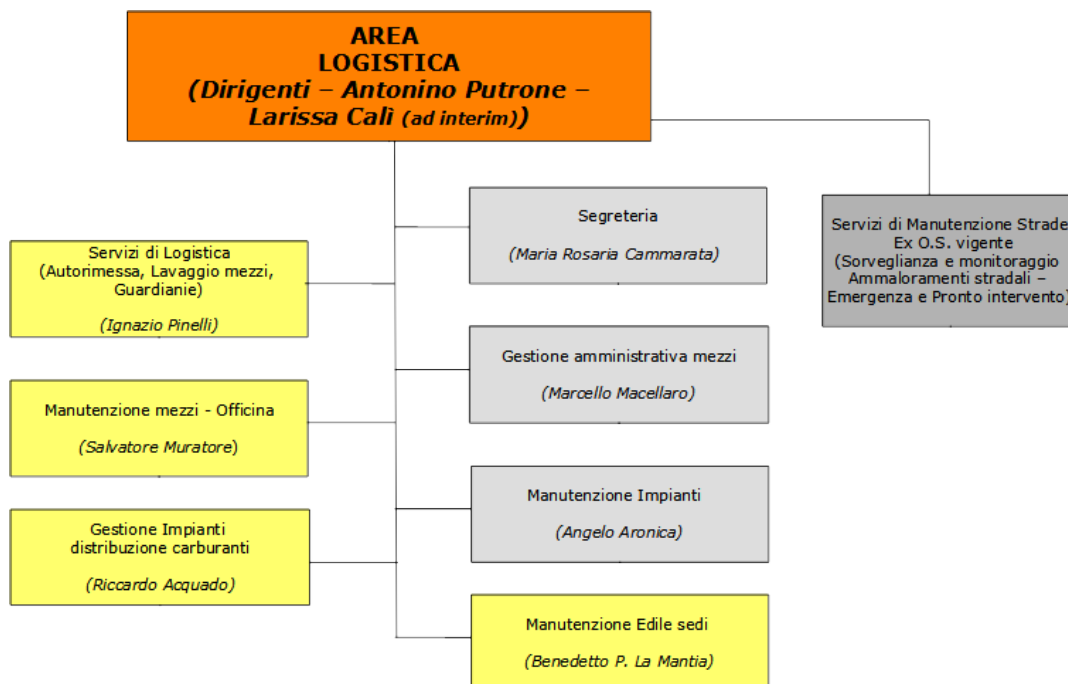 AREA
LOGISTICA
(Dirigenti – Antonino Putrone –
Larissa Calì (ad interim))
Segreteria
(Maria Rosaria Cammarata)
Servizi di Manutenzione Strade
Ex O.S. vigente
(Sorveglianza e monitoraggio
Ammaloramenti stradali –
Emergenza e Pronto intervento)
Servizi di Logistica
(Autorimessa, Lavaggio mezzi,
Guardianie)
(Ignazio Pinelli)
Gestione amministrativa mezzi
(Marcello Macellaro)
Manutenzione mezzi - Officina
(Salvatore Muratore)
Manutenzione Impianti
(Angelo Aronica)
Gestione Impianti
distribuzione carburanti
(Riccardo Acquado)
Manutenzione Edile sedi
(Benedetto P. La Mantia)